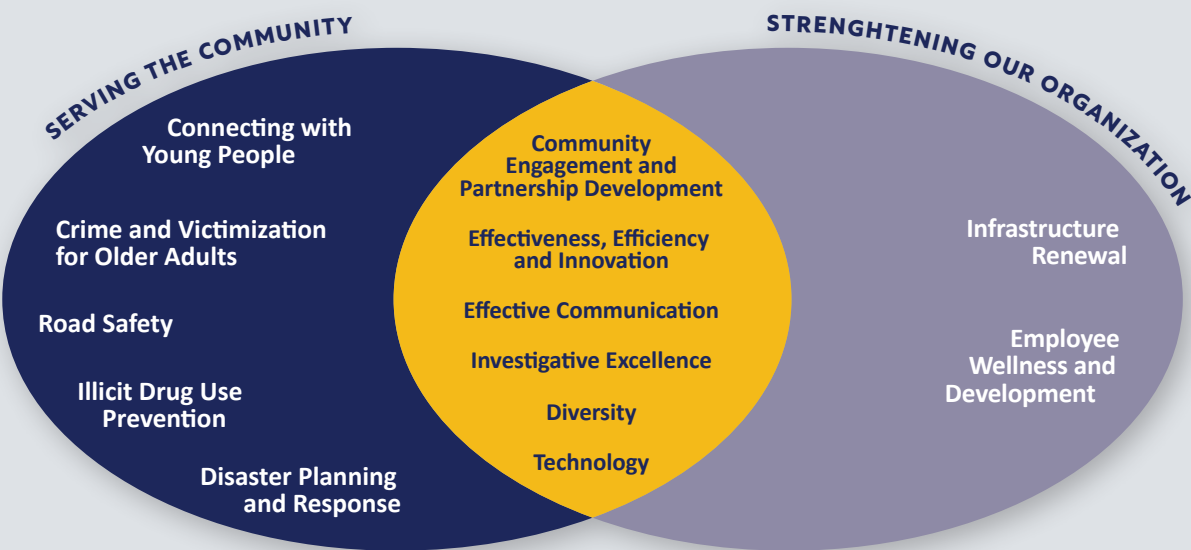 SERVING THE COMMUNITY
Connecting with
Young People
Crime and Victimization
for Older Adults
Road Safety
Illicit Drug Use
Prevention
Disaster Planning
and Response
Community
Engagement and
Partnership Development
Effectiveness, Efficiency
and Innovation
Effective Communication
Investigative Excellence
Diversity
Technology
STRENGHTENING OUR ORGANIZATION
Infrastructure
Renewal
Employee
Wellness and
Development